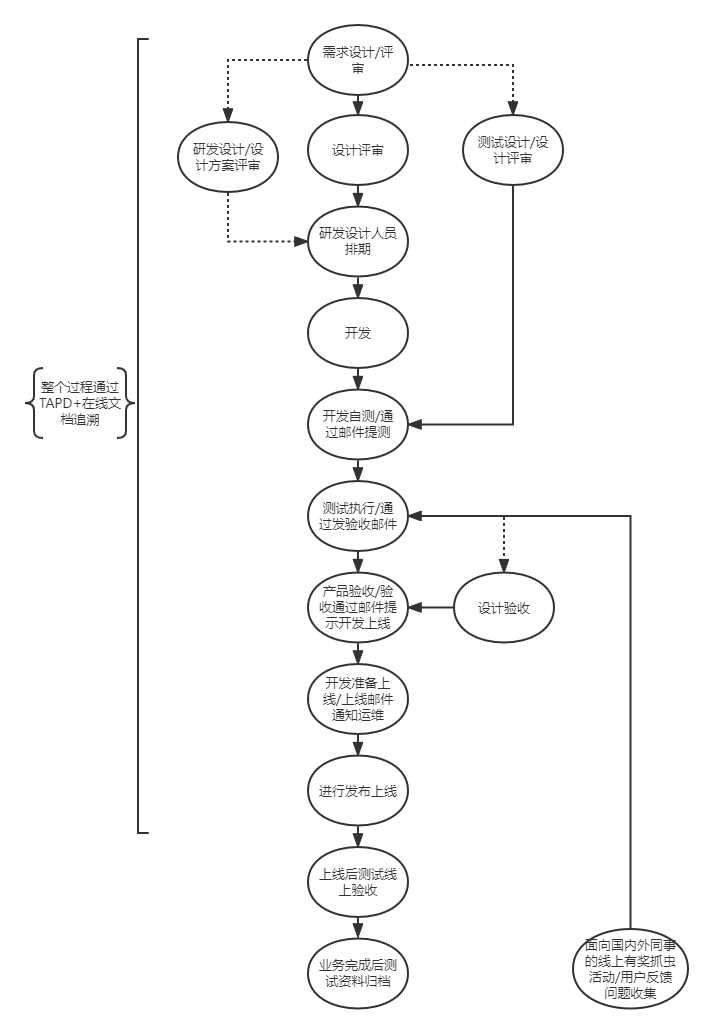 需求设计/评
审
研发设计/设
计方案评审
设计评审
测试设计/设
计评审
研发设计人员
排期
开发
整个过程通过
TAPD+在线文
档追溯
开发自测/通
过邮件提测
测试执行/通
过发验收邮件
产品验收/验
收通过邮件提
示开发上线
设计验收
开发准备上
线/上线邮件
通知运维
进行发布上线
上线后测试线
上验收
业务完成后测
试资料归档
面向国内外同事
的线上有奖抓虫
活动/用户反馈
问题收集